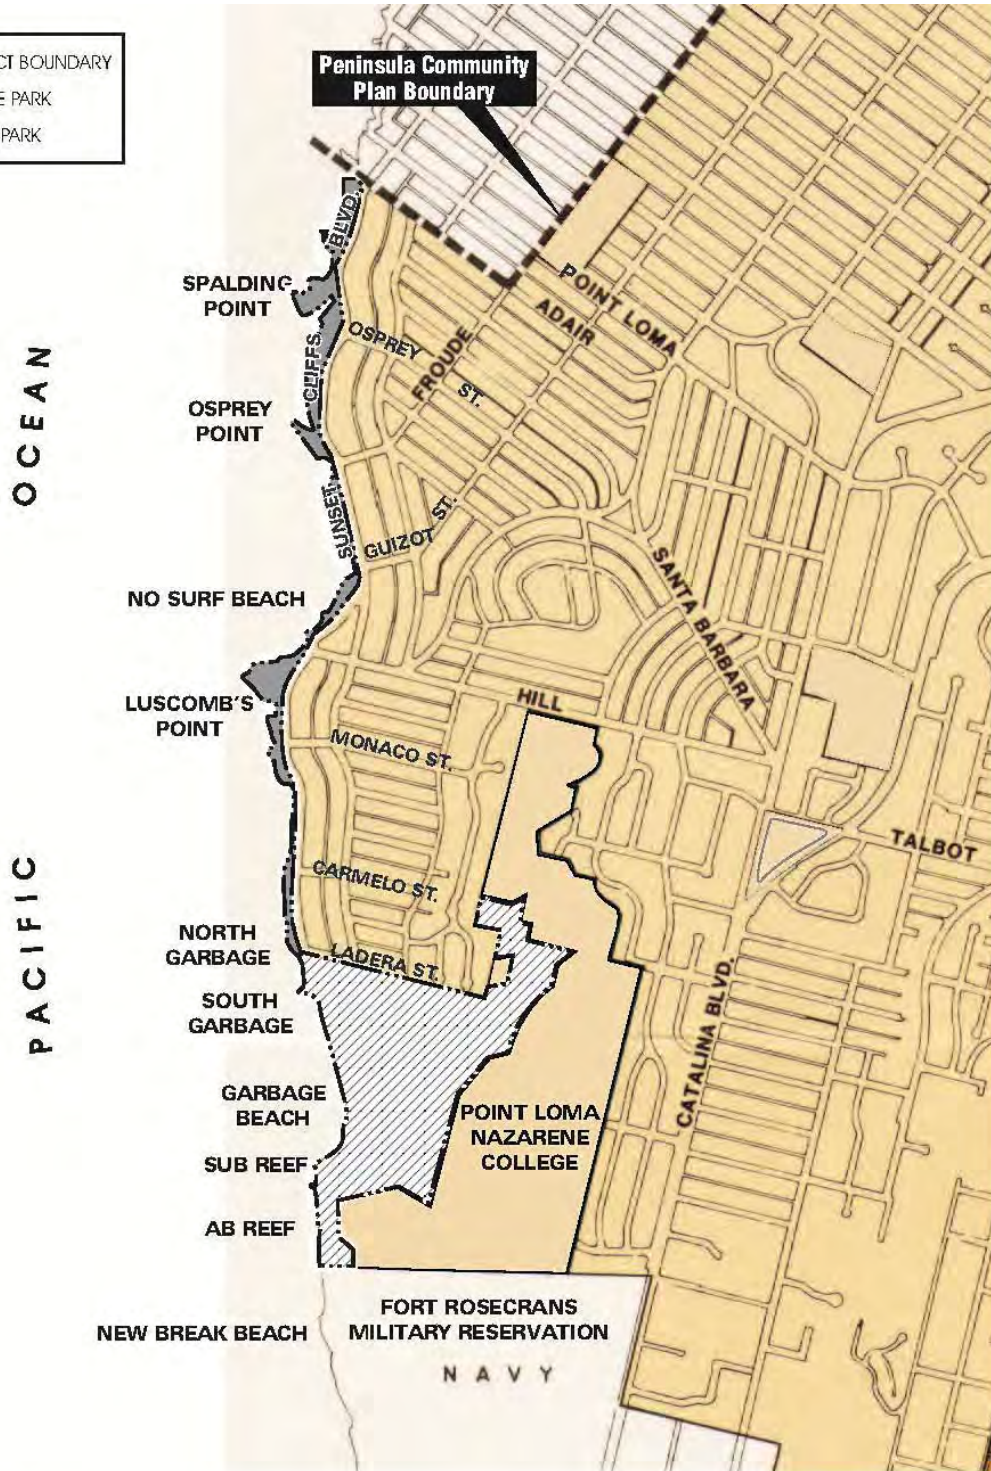 CT BOUNDARY
E PARK
PARK
Peninsula Community
Plan Boundary
BLVD.
SPALDING
POINT
POINT LOMA
ADAIR
OSPREY
ST.
FROUDE
CLIFFS
OSPREY
POINT
OCEAN
SUNSET
GUIZOT
ST.
SANTA BARBARA
NO SURF BEACH
LUSCOMB'S
POINT
HILL
MONACO ST.
TALBOT
CARMELO ST.
PACIFIC
NORTH
GARBAGE
LADERA ST.
SOUTH
GARBAGE
CATALINA BLVD.
GARBAGE
BEACH
POINT LOMA
NAZARENE
COLLEGE
SUB REEF
AB REEF
NEW BREAK BEACH
FORT ROSECRANS
MILITARY RESERVATION
NAVY